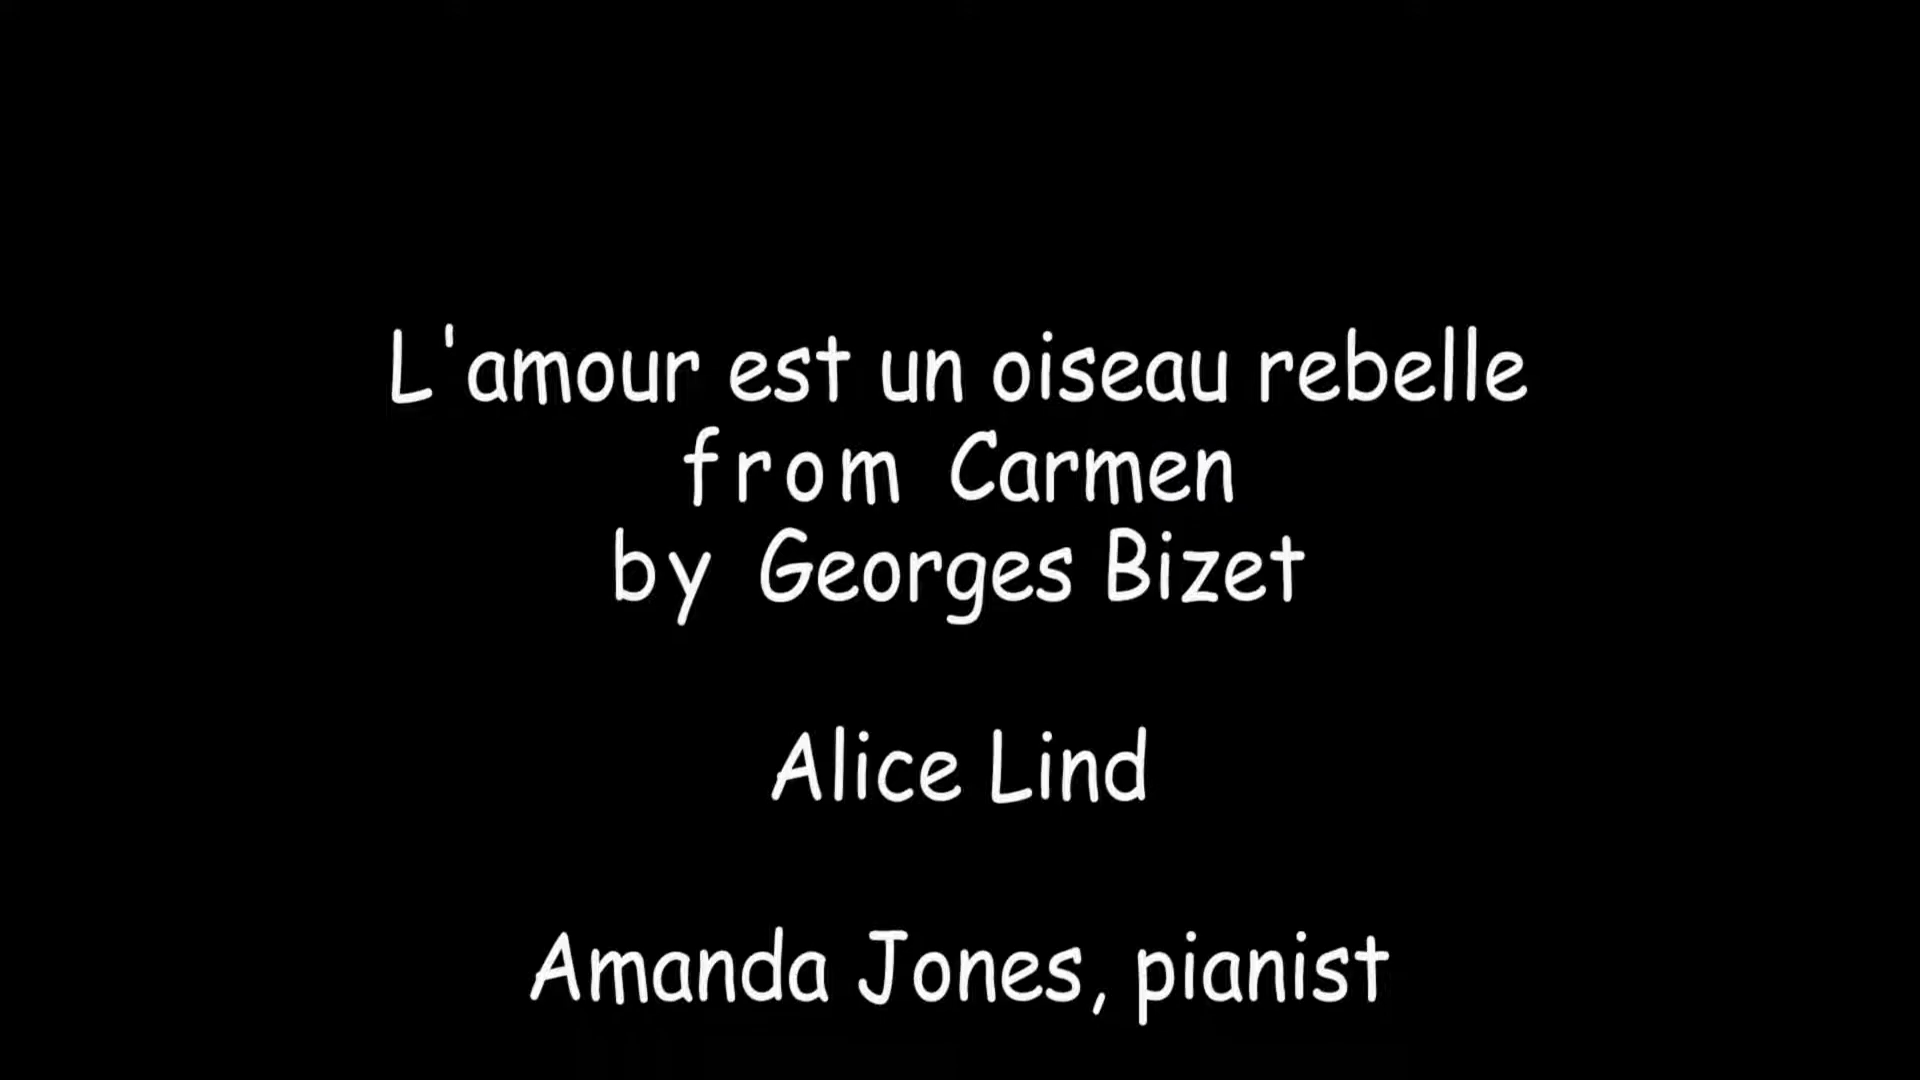 L'amour est un oiseau rebelle
from Carmen
by Georges Bizet
Alice Lind
Amanda Jones, pianist